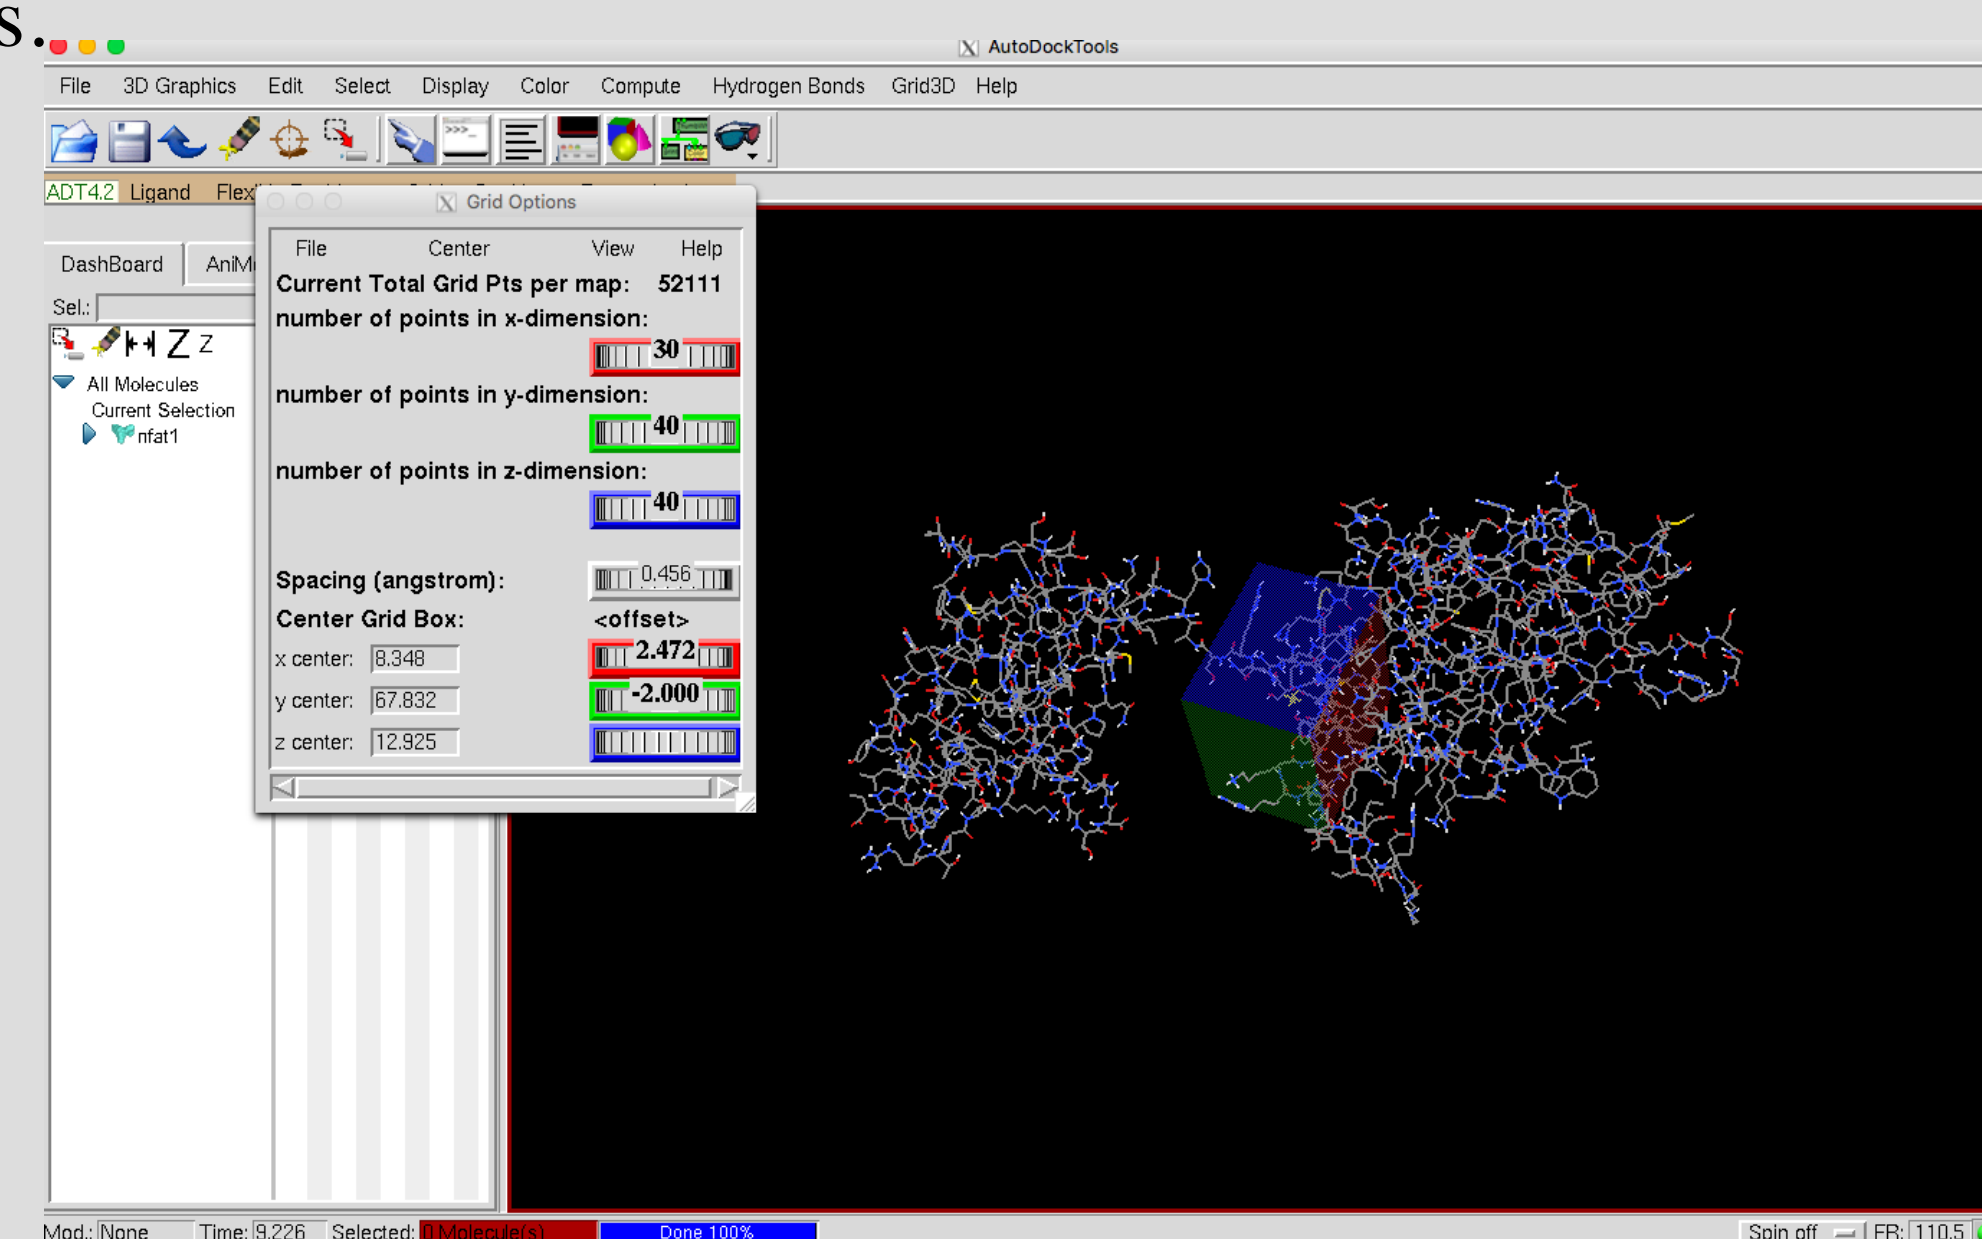 s.
AutoDockTools
File 3D Graphics Edit Select Display Color Compute Hydrogen Bonds Grid3D Help
>>>_
ADT4.2 Ligand
Grid Options
DashBoard
File Center View Help
Current Total Grid Pts per map: 52111
Sel.:
number of points in x-dimension:
30
Z z
All Molecules
number of points in y-dimension:
Current Selection
40
nfat1
number of points in z-dimension:
40
Spacing (angstrom): 0.456
Center Grid Box: <offset>
x center: 8.348 2.472
y center: 67.832 -2.000
z center: 12.925
Mod.: None Time: 9.226 Selected: 0 Molecule(s) Done 100% Spin off FR: 110.5